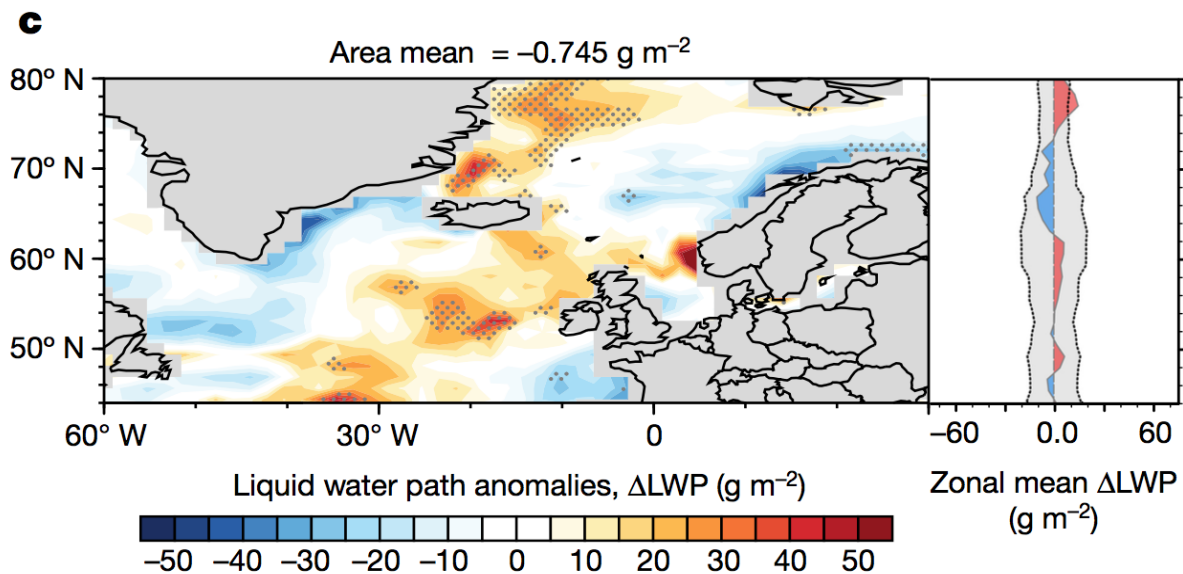 c
Area mean = –0.745 g m⁻²
80° N
70° N
60° N
50° N
60° W 30° W 0
–60 0.0 60
Liquid water path anomalies, ΔLWP (g m⁻²)
–50 –40 –30 –20 –10 0 10 20 30 40 50
Zonal mean ΔLWP
(g m⁻²)